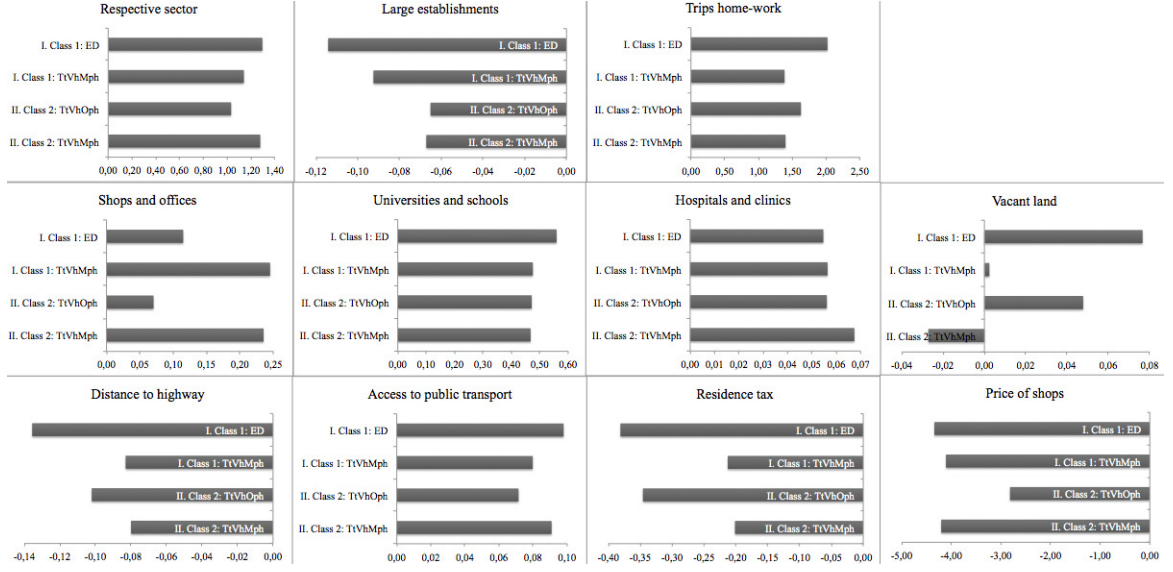 Respective sector
I. Class 1: ED
I. Class 1: TtVhMph
II. Class 2: TtVhOph
II. Class 2: TtVhMph
0,00 0,20 0,40 0,60 0,80 1,00 1,20 1,40
Large establishments
I. Class 1: ED
I. Class 1: TtVhMph
II. Class 2: TtVhOph
II. Class 2: TtVhMph
-0,12 -0,10 -0,08 -0,06 -0,04 -0,02 0,00
Trips home-work
I. Class 1: ED
I. Class 1: TtVhMph
II. Class 2: TtVhOph
II. Class 2: TtVhMph
0,00 0,50 1,00 1,50 2,00 2,50
Shops and offices
I. Class 1: ED
I. Class 1: TtVhMph
II. Class 2: TtVhOph
II. Class 2: TtVhMph
0,00 0,05 0,10 0,15 0,20 0,25
Universities and schools
I. Class 1: ED
I. Class 1: TtVhMph
II. Class 2: TtVhOph
II. Class 2: TtVhMph
0,00 0,10 0,20 0,30 0,40 0,50 0,60
Hospitals and clinics
I. Class 1: ED
I. Class 1: TtVhMph
II. Class 2: TtVhOph
II. Class 2: TtVhMph
0,00 0,01 0,02 0,03 0,04 0,05 0,06 0,07
Vacant land
I. Class 1: ED
I. Class 1: TtVhMph
II. Class 2: TtVhOph
II. Class 2: TtVhMph
-0,04 -0,02 0,00 0,02 0,04 0,06 0,08
Distance to highway
I. Class 1: ED
I. Class 1: TtVhMph
II. Class 2: TtVhOph
II. Class 2: TtVhMph
-0,14 -0,12 -0,10 -0,08 -0,06 -0,04 -0,02 0,00
Access to public transport
I. Class 1: ED
I. Class 1: TtVhMph
II. Class 2: TtVhOph
II. Class 2: TtVhMph
0,00 0,02 0,04 0,06 0,08 0,10
Residence tax
I. Class 1: ED
I. Class 1: TtVhMph
II. Class 2: TtVhOph
II. Class 2: TtVhMph
-0,40 -0,35 -0,30 -0,25 -0,20 -0,15 -0,10 -0,05 0,00
Price of shops
I. Class 1: ED
I. Class 1: TtVhMph
II. Class 2: TtVhOph
II. Class 2: TtVhMph
-5,00 -4,00 -3,00 -2,00 -1,00 0,00